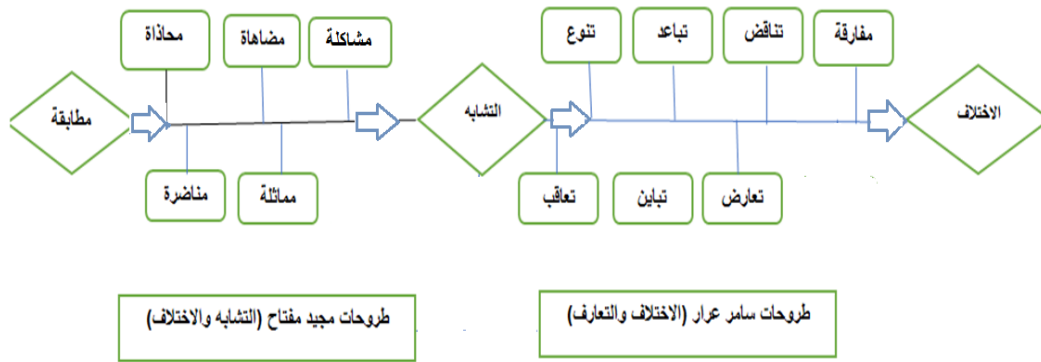 محاذاة
مضاهاة
مشاكلة
تنوع
تباعد
تناقض
مفارقة
مطابقة
التشابه
الاختلاف
مناضرة
مماثلة
تعاقب
تباين
تعارض
طروحات مجيد مفتاح (التشابه والاختلاف)
طروحات سامر عرار (الاختلاف والتعارف)